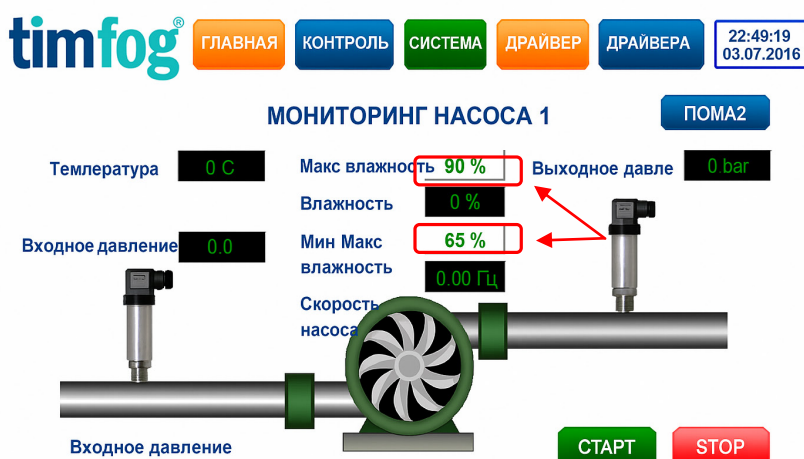 timfog®
ГЛАВНАЯ
КОНТРОЛЬ
СИСТЕМА
ДРАЙВЕР
ДРАЙВЕРА
22:49:19
03.07.2016
МОНИТОРИНГ НАСОСА 1
ПОМА2
Темлература
0 C
Макс влажность
90 %
Выходное давле
0.bar
Влажность
0 %
Входное давление
0.0
Мин Макс
влажность
65 %
0.00 Гц
Скорость
насоса
Входное давление
СТАРТ
STOP